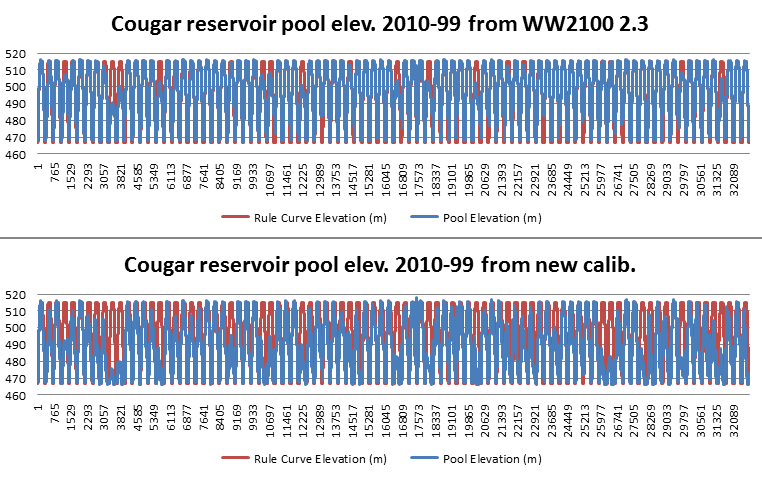 Cougar reservoir pool elev. 2010-99 from WW2100 2.3
520
510
500
490
480
470
460
1 765 1529 2293 3057 3821 4585 5349 6113 6877 7641 8405 9169 9933 10697 11461 12225 12989 13753 14517 15281 16045 16809 17573 18337 19101 19865 20629 21393 22157 22921 23685 24449 25213 25977 26741 27505 28269 29033 29797 30561 31325 32089
Rule Curve Elevation (m) Pool Elevation (m)
Cougar reservoir pool elev. 2010-99 from new calib.
520
510
500
490
480
470
460
1 765 1529 2293 3057 3821 4585 5349 6113 6877 7641 8405 9169 9933 10697 11461 12225 12989 13753 14517 15281 16045 16809 17573 18337 19101 19865 20629 21393 22157 22921 23685 24449 25213 25977 26741 27505 28269 29033 29797 30561 31325 32089
Rule Curve Elevation (m) Pool Elevation (m)